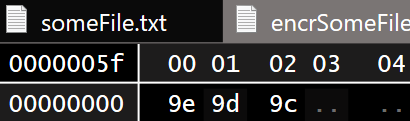 someFile.txt encrSomeFile
0000005f 00 01 02 03 04
00000000 9e 9d 9c .. ..